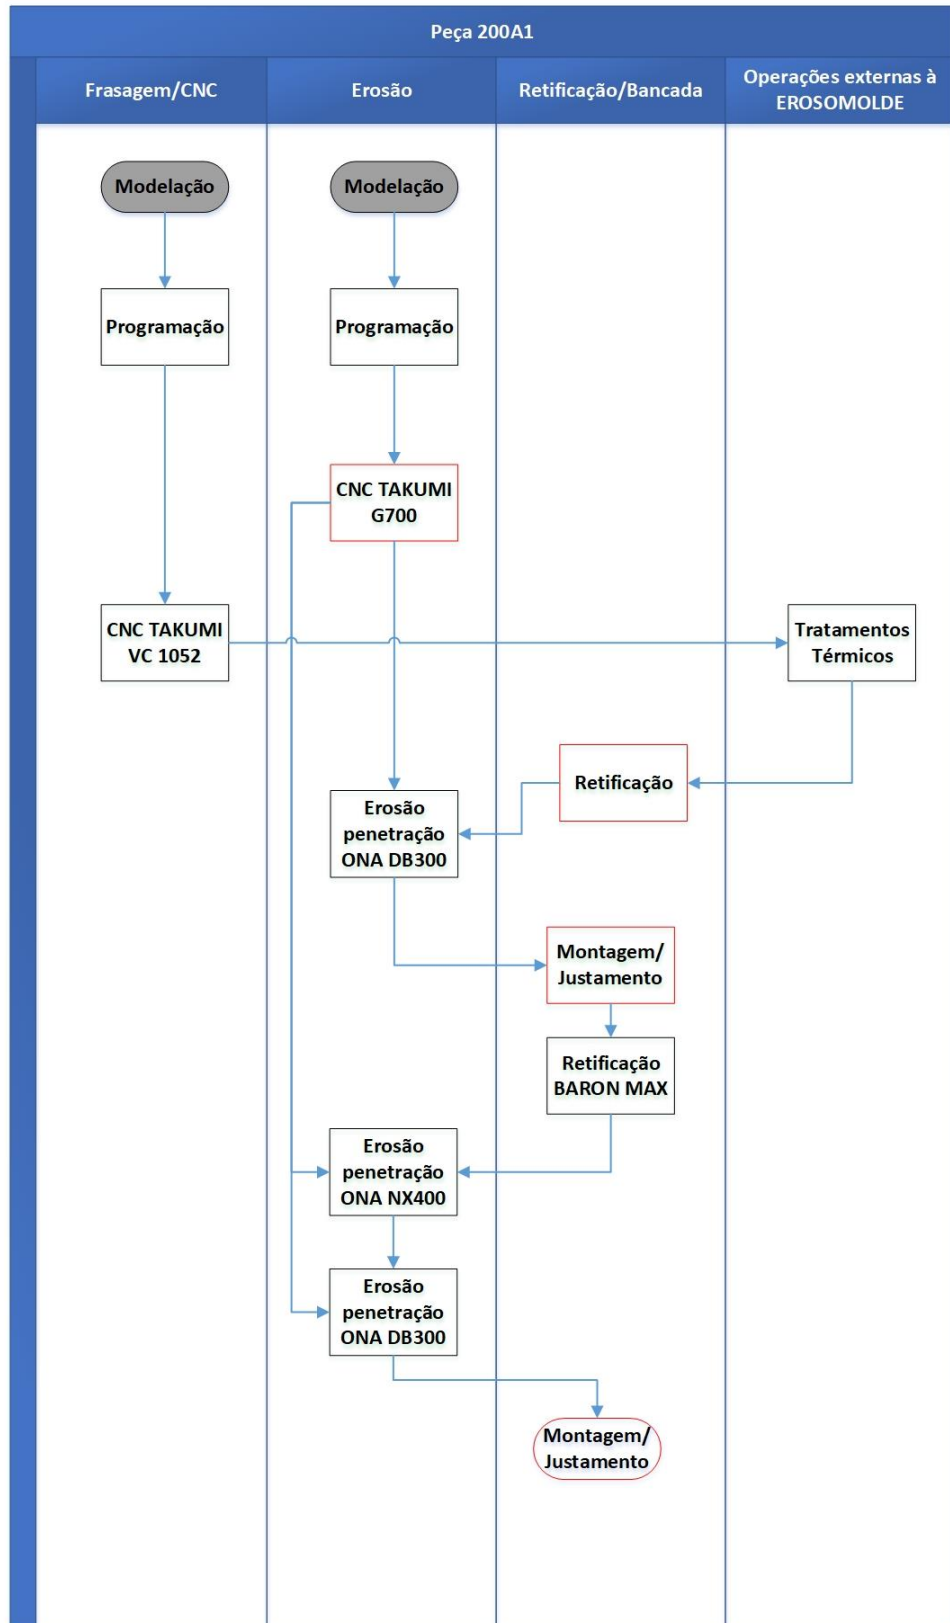 Peça 200A1
Frasagem/CNC
Erosão
Retificação/Bancada
Operações externas à
EROSOMOLDE
Modelação
Modelação
Programação
Programação
CNC TAKUMI
G700
CNC TAKUMI
VC 1052
Tratamentos
Térmicos
Retificação
Erosão
penetração
ONA DB300
Montagem/
Justamento
Retificação
BARON MAX
Erosão
penetração
ONA NX400
Erosão
penetração
ONA DB300
Montagem/
Justamento